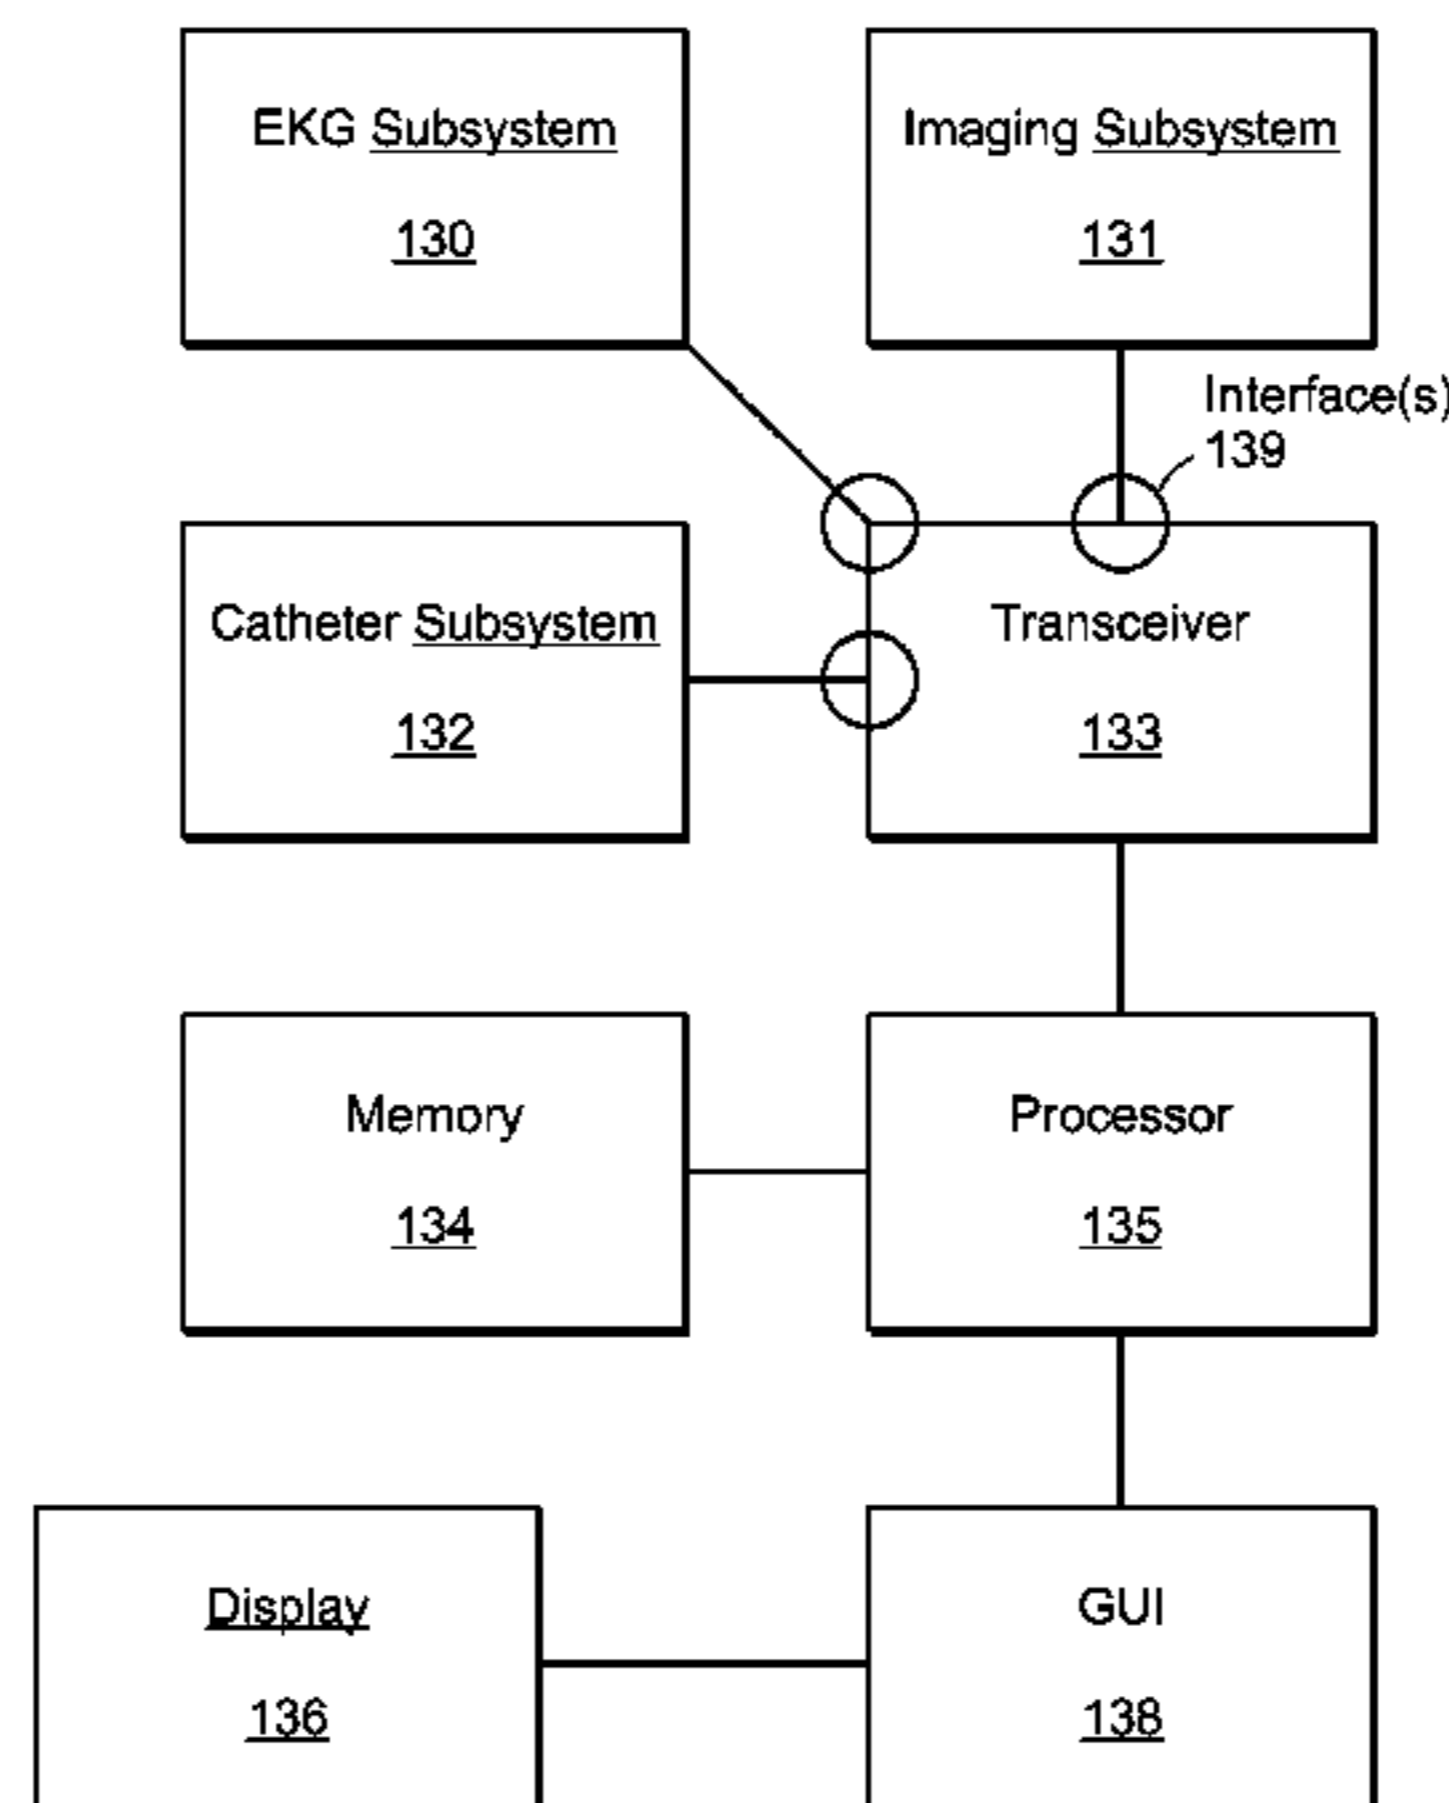 EKG Subsystem
130
Imaging Subsystem
131
Interface(s)
139
Catheter Subsystem
132
Transceiver
133
Memory
134
Processor
135
Display
136
GUI
138